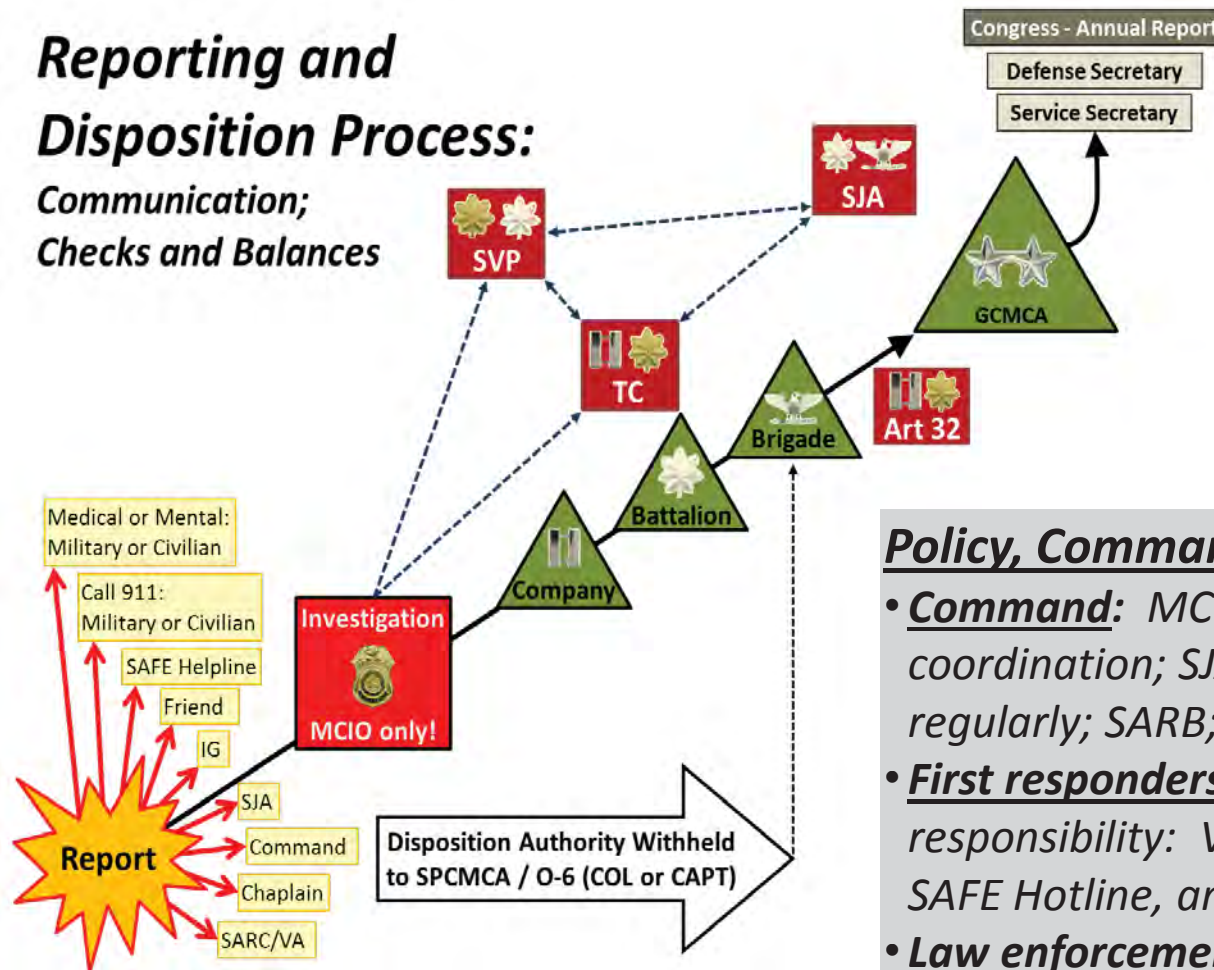 Reporting and
Disposition Process:
Communication;
Checks and Balances
Congress - Annual Report
Defense Secretary
Service Secretary
SJA
SVP
GCMCA
TC
Art 32
Brigade
Battalion
Company
Medical or Mental:
Military or Civilian
Call 911:
Military or Civilian
SAFE Helpline
Friend
IG
SJA
Command
Chaplain
SARC/VA
Report
Investigation
MCIO only!
Disposition Authority Withheld
to SPCMCA / O-6 (COL or CAPT)
Policy, Comman
• Command: MC
coordination; SJ
regularly; SARB;
• First responders
responsibility: V
SAFE Hotline, an
• Law enforcemen